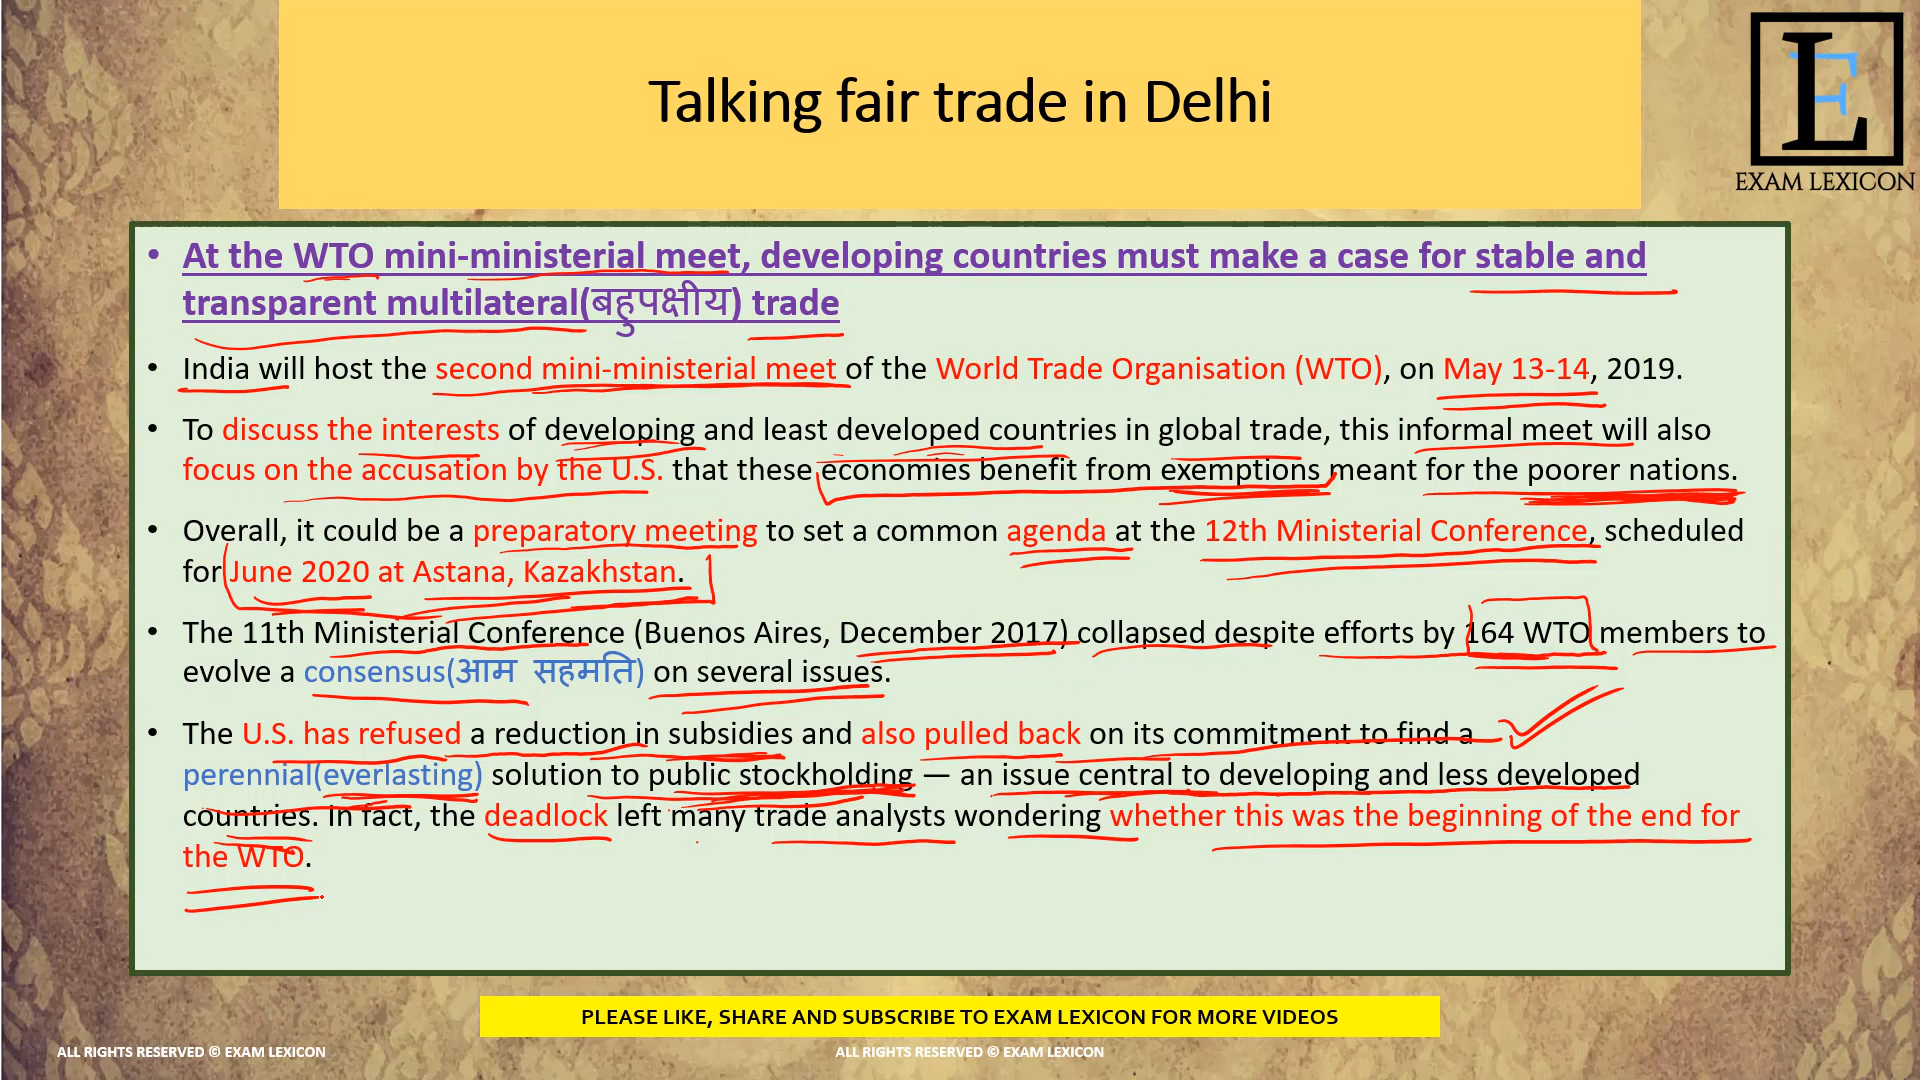 Talking fair trade in Delhi
LE
EXAM LEXICON
• At the WTO mini-ministerial meet, developing countries must make a case for stable and
transparent multilateral(बहुपक्षीय) trade
• India will host the second mini-ministerial meet of the World Trade Organisation (WTO), on May 13-14, 2019.
• To discuss the interests of developing and least developed countries in global trade, this informal meet will also
focus on the accusation by the U.S. that these economies benefit from exemptions meant for the poorer nations.
• Overall, it could be a preparatory meeting to set a common agenda at the 12th Ministerial Conference, scheduled
for June 2020 at Astana, Kazakhstan.
• The 11th Ministerial Conference (Buenos Aires, December 2017) collapsed despite efforts by 164 WTO members to
evolve a consensus(आम सहमति) on several issues.
• The U.S. has refused a reduction in subsidies and also pulled back on its commitment to find a
perennial(everlasting) solution to public stockholding — an issue central to developing and less developed
countries. In fact, the deadlock left many trade analysts wondering whether this was the beginning of the end for
the WTO.
PLEASE LIKE, SHARE AND SUBSCRIBE TO EXAM LEXICON FOR MORE VIDEOS
ALL RIGHTS RESERVED © EXAM LEXICON
ALL RIGHTS RESERVED © EXAM LEXICON